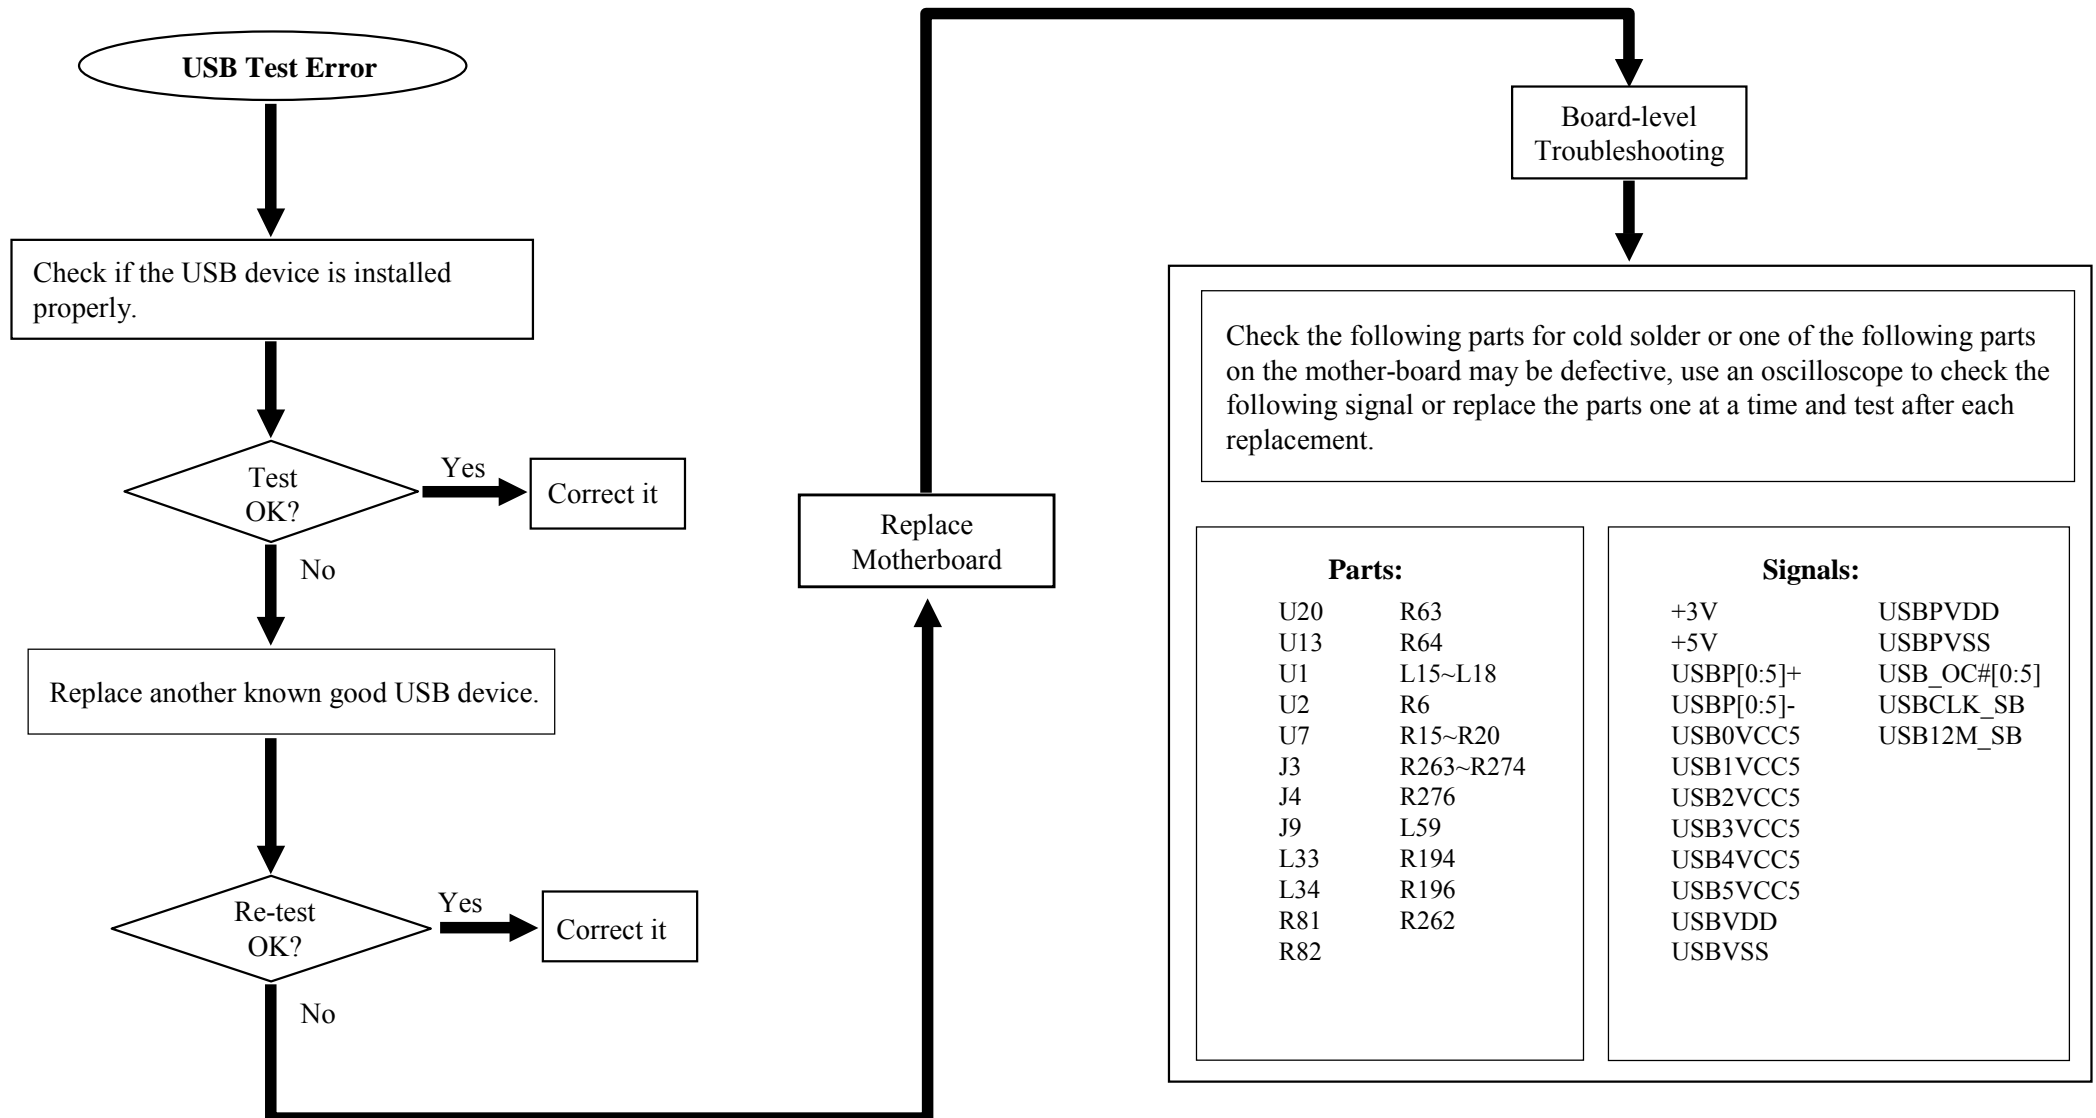 USB Test Error
Check if the USB device is installed
properly.
Test
OK?
Yes
Correct it
No
Replace another known good USB device.
Re-test
OK?
Yes
Correct it
No
Replace
Motherboard
Board-level
Troubleshooting
Check the following parts for cold solder or one of the following parts
on the mother-board may be defective, use an oscilloscope to check the
following signal or replace the parts one at a time and test after each
replacement.
Parts:
U20
U13
U1
U2
U7
J3
J4
J9
L33
L34
R81
R82
R63
R64
L15~L18
R6
R15~R20
R263~R274
R276
L59
R194
R196
R262
Signals:
+3V
+5V
USBP[0:5]+
USBP[0:5]-
USB0VCC5
USB1VCC5
USB2VCC5
USB3VCC5
USB4VCC5
USB5VCC5
USBVDD
USBVSS
USBPVDD
USBPVSS
USB_OC#[0:5]
USBCLK_SB
USB12M_SB